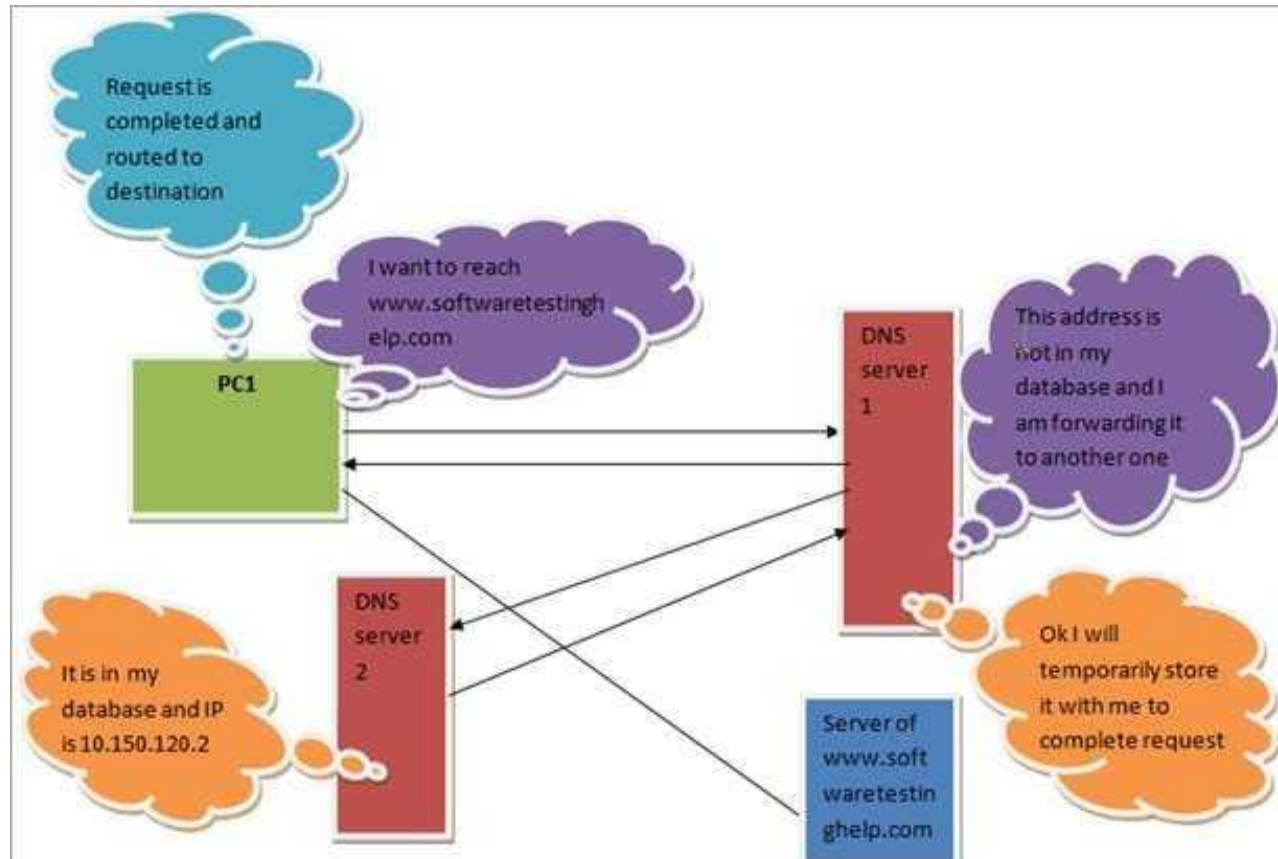 Request is
completed and
routed to
destination
I want to reach
www.softwaretestingh
elp.com
PC1
DNS
server
1
This address is
not in my
database and I
am forwarding it
to another one
DNS
server
2
It is in my
database and IP
is 10.150.120.2
Ok I will
temporarily store
it with me to
complete request
Server of
www.soft
waretestin
ghelp.com